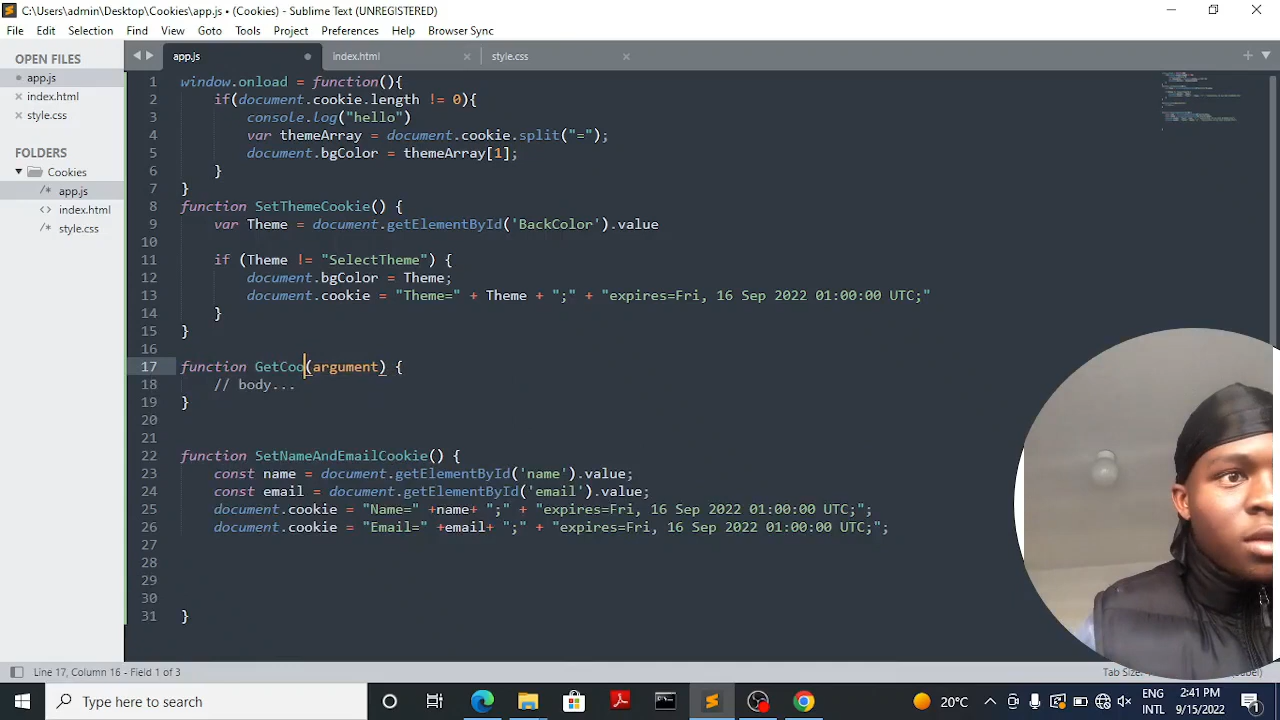 C:\Users\admin\Desktop\Cookies\app.js • (Cookies) - Sublime Text (UNREGISTERED)
File Edit Selection Find View Goto Tools Project Preferences Help Browser Sync
OPEN FILES
app.js
index.html
style.css
FOLDERS
Cookies
/* app.js
<> index.html
/* style.css
app.js index.html style.css
1 window.onload = function(){
2 if(document.cookie.length != 0){
3 console.log("hello")
4 var themeArray = document.cookie.split("=");
5 document.bgColor = themeArray[1];
6 }
7 }
8 function SetThemeCookie() {
9 var Theme = document.getElementById('BackColor').value
10
11 if (Theme != "SelectTheme") {
12 document.bgColor = Theme;
13 document.cookie = "Theme=" + Theme + ";" + "expires=Fri, 16 Sep 2022 01:00:00 UTC;"
14 }
15 }
16
17 function GetCoo(argument) {
18 // body...
19 }
20
21
22 function SetNameAndEmailCookie() {
23 const name = document.getElementById('name').value;
24 const email = document.getElementById('email').value;
25 document.cookie = "Name=" +name+ ";" + "expires=Fri, 16 Sep 2022 01:00:00 UTC;";
26 document.cookie = "Email=" +email+ ";" + "expires=Fri, 16 Sep 2022 01:00:00 UTC;";
27
28
29
30
31 }
Line 17, Column 16 - Field 1 of 3
Type here to search
20°C
ENG
INTL
2:41 PM
9/15/2022